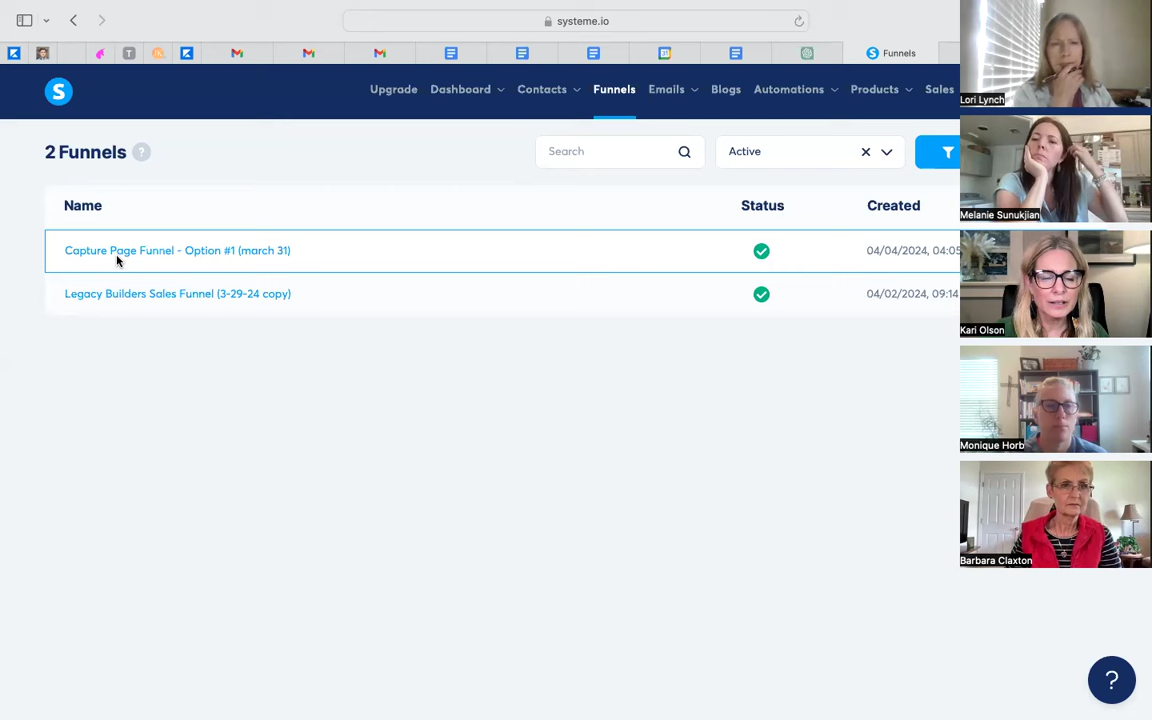 systeme.io
Funnels
S
Upgrade Dashboard Contacts Funnels Emails Blogs Automations Products Sales
2 Funnels ?
Search
Active
Name Status Created
Capture Page Funnel - Option #1 (march 31) 04/04/2024, 04:05
Legacy Builders Sales Funnel (3-29-24 copy) 04/02/2024, 09:14
Lori Lynch
Melanie Sunukjian
Kari Olson
Monique Horb
Barbara Claxton
?